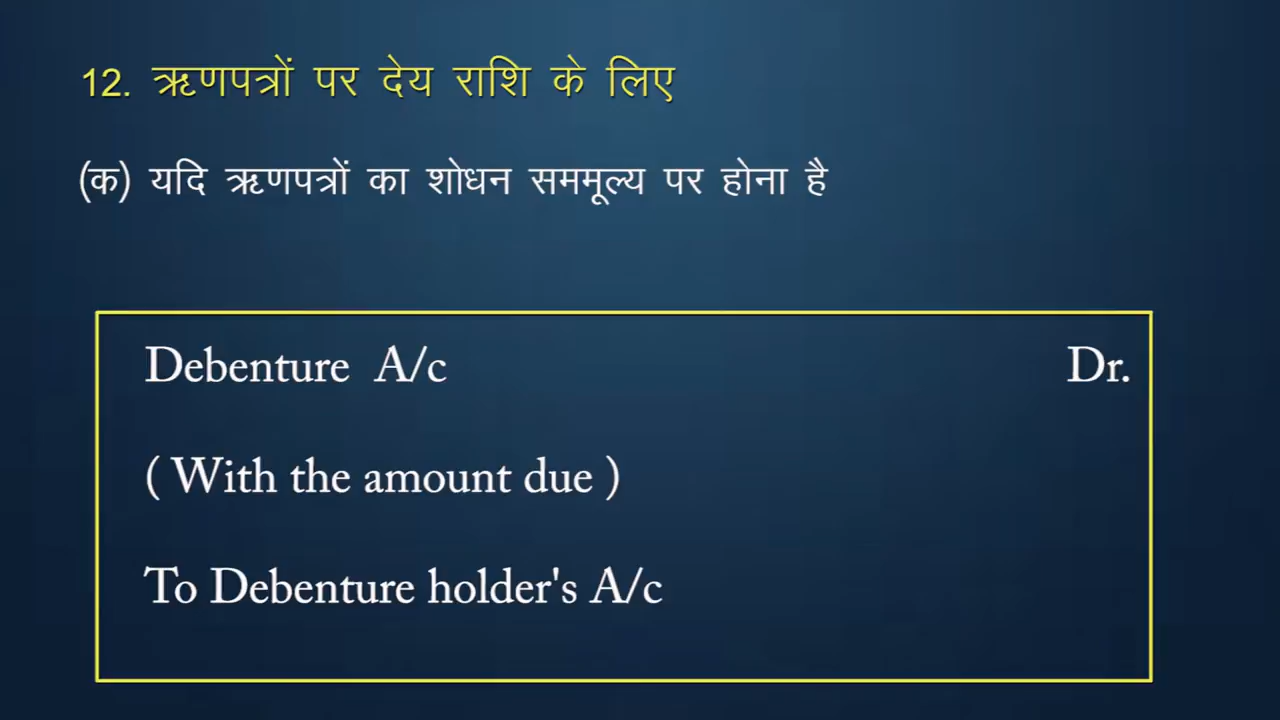 12. ऋणपत्रों पर देय राशि के लिए
(क) यदि ऋणपत्रों का शोधन सममूल्य पर होना है
Debenture A/c Dr.
( With the amount due )
To Debenture holder's A/c